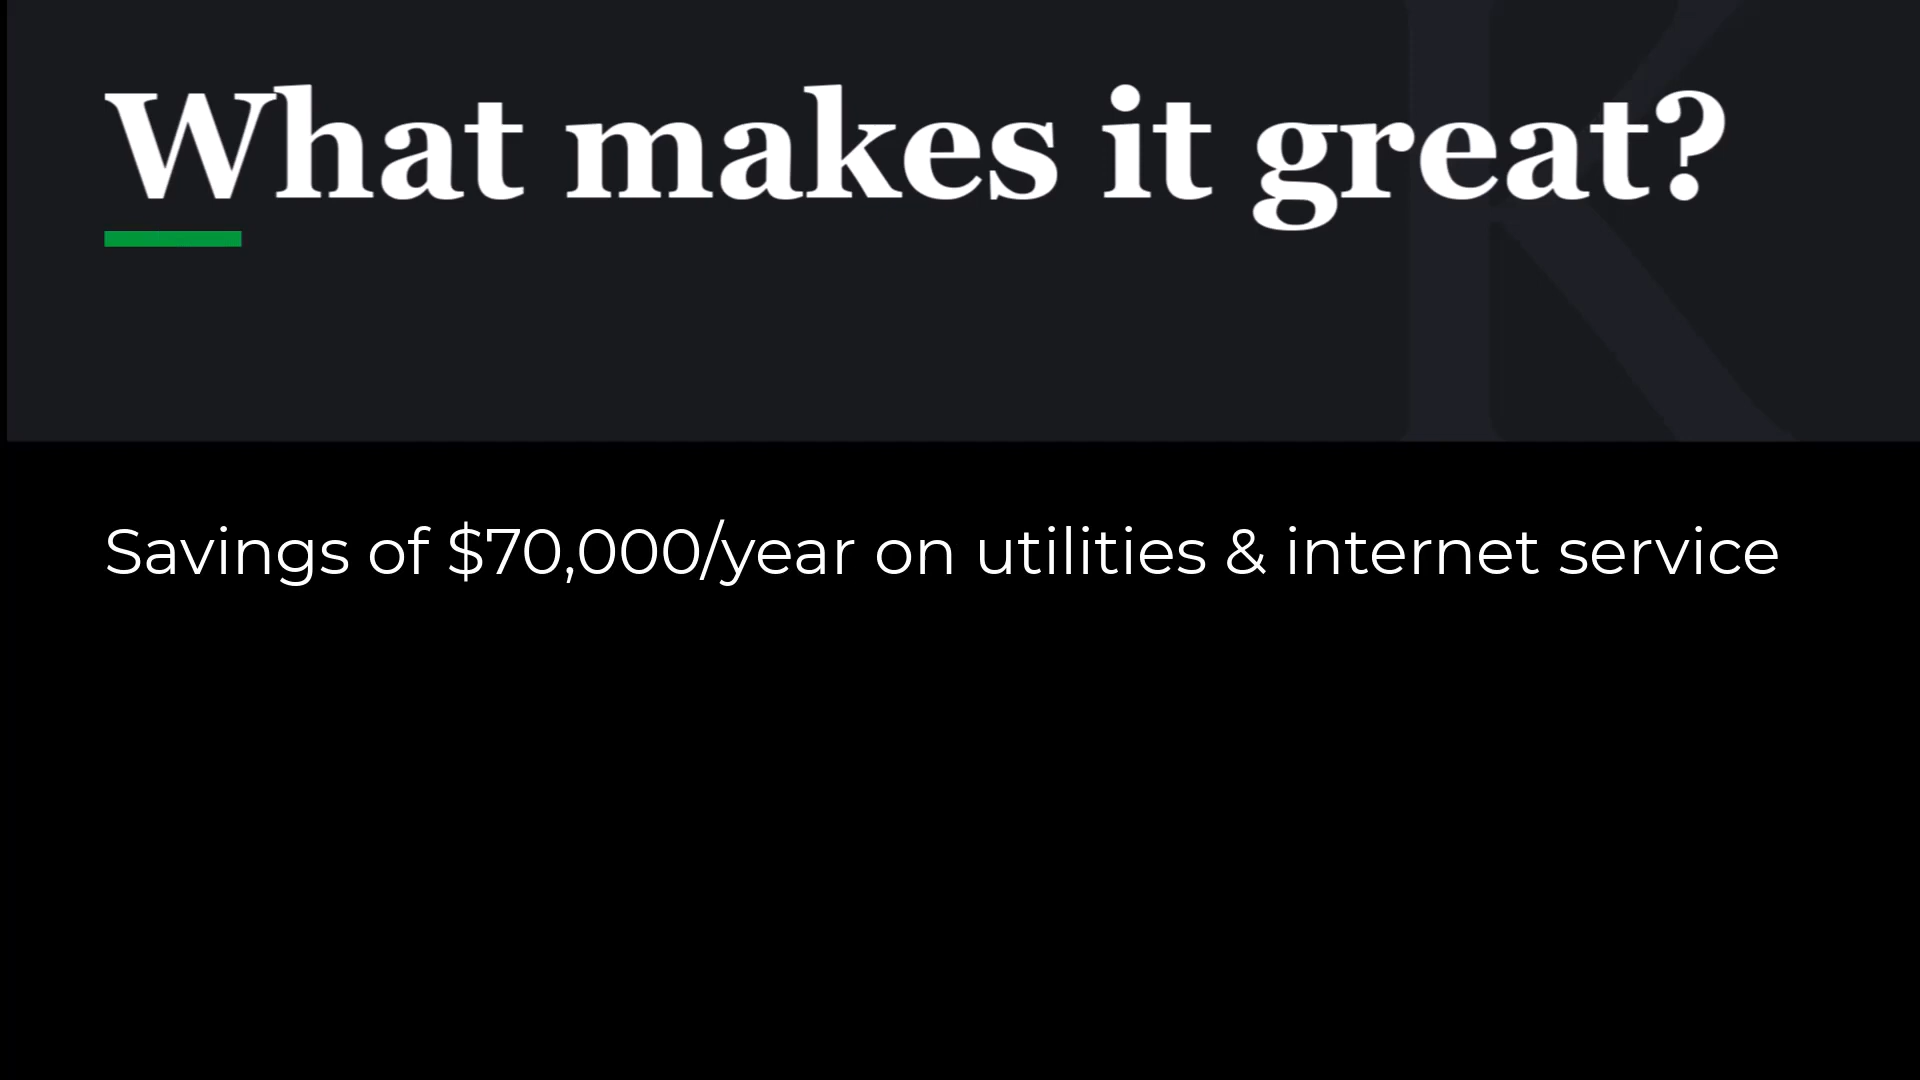 What makes it great?
Savings of $70,000/year on utilities & internet service